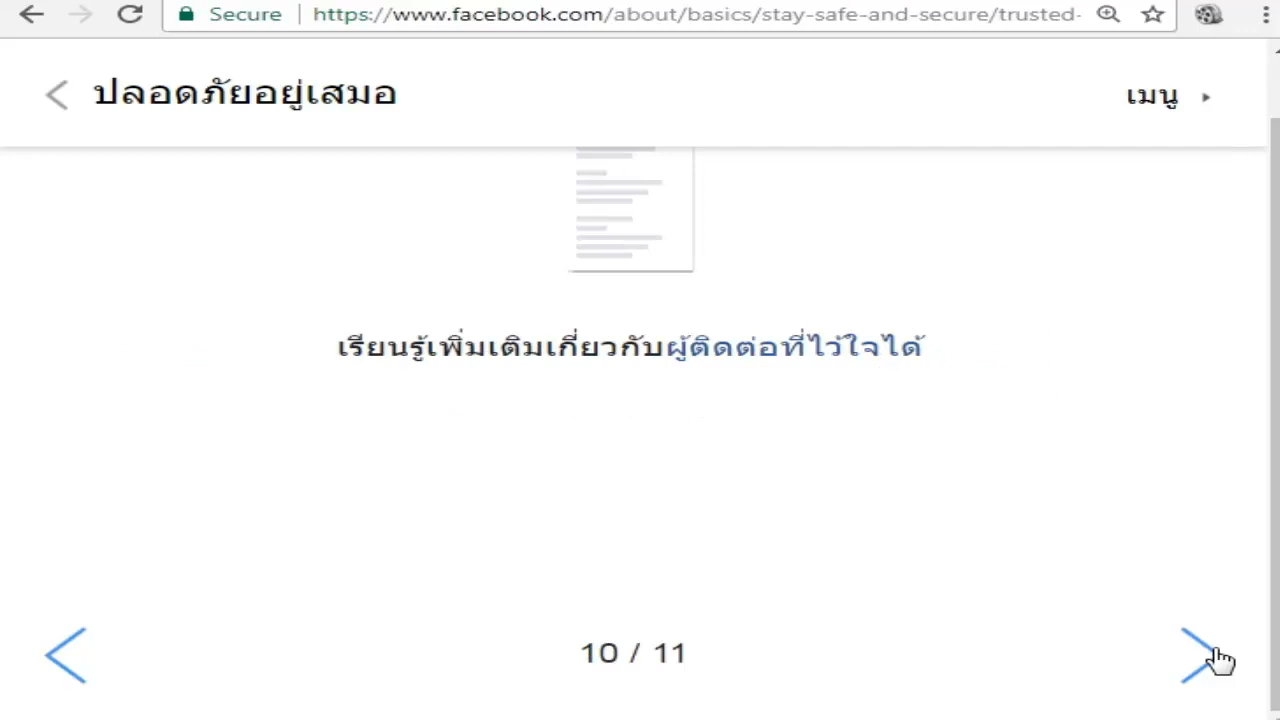 Secure | https://www.facebook.com/about/basics/stay-safe-and-secure/trusted-
ปลอดภัยอยู่เสมอ
เมนู
เรียนรู้เพิ่มเติมเกี่ยวกับผู้ติดต่อที่ไว้ใจได้
10 / 11